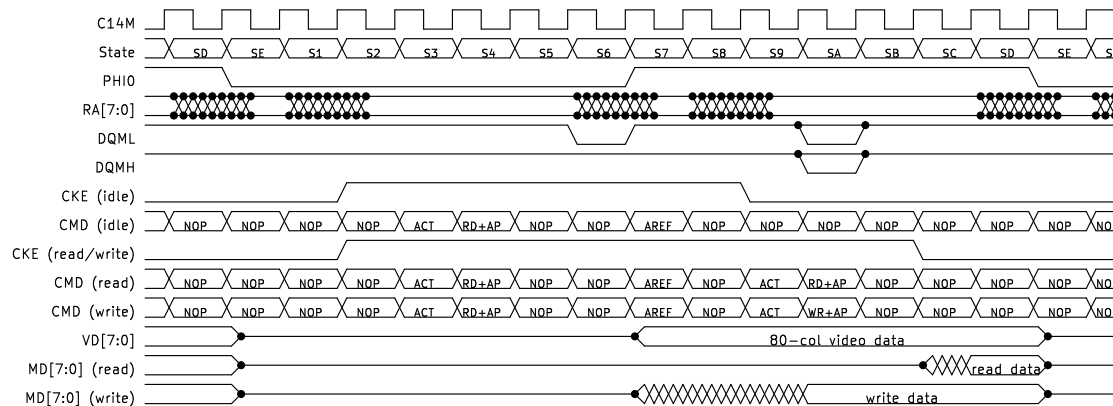 C14M
State SD SE S1 S2 S3 S4 S5 S6 S7 S8 S9 SA SB SC SD SE S
PHI0
RA[7:0]
DQML
DQMH
CKE (idle)
CMD (idle) NOP NOP NOP NOP ACT RD+AP NOP NOP AREF NOP NOP NOP NOP NOP NOP NOP NO
CKE (read/write)
CMD (read) NOP NOP NOP NOP ACT RD+AP NOP NOP AREF NOP ACT RD+AP NOP NOP NOP NOP NO
CMD (write) NOP NOP NOP NOP ACT RD+AP NOP NOP AREF NOP ACT WR+AP NOP NOP NOP NOP NO
VD[7:0] 80-col video data
MD[7:0] (read) read data
MD[7:0] (write) write data